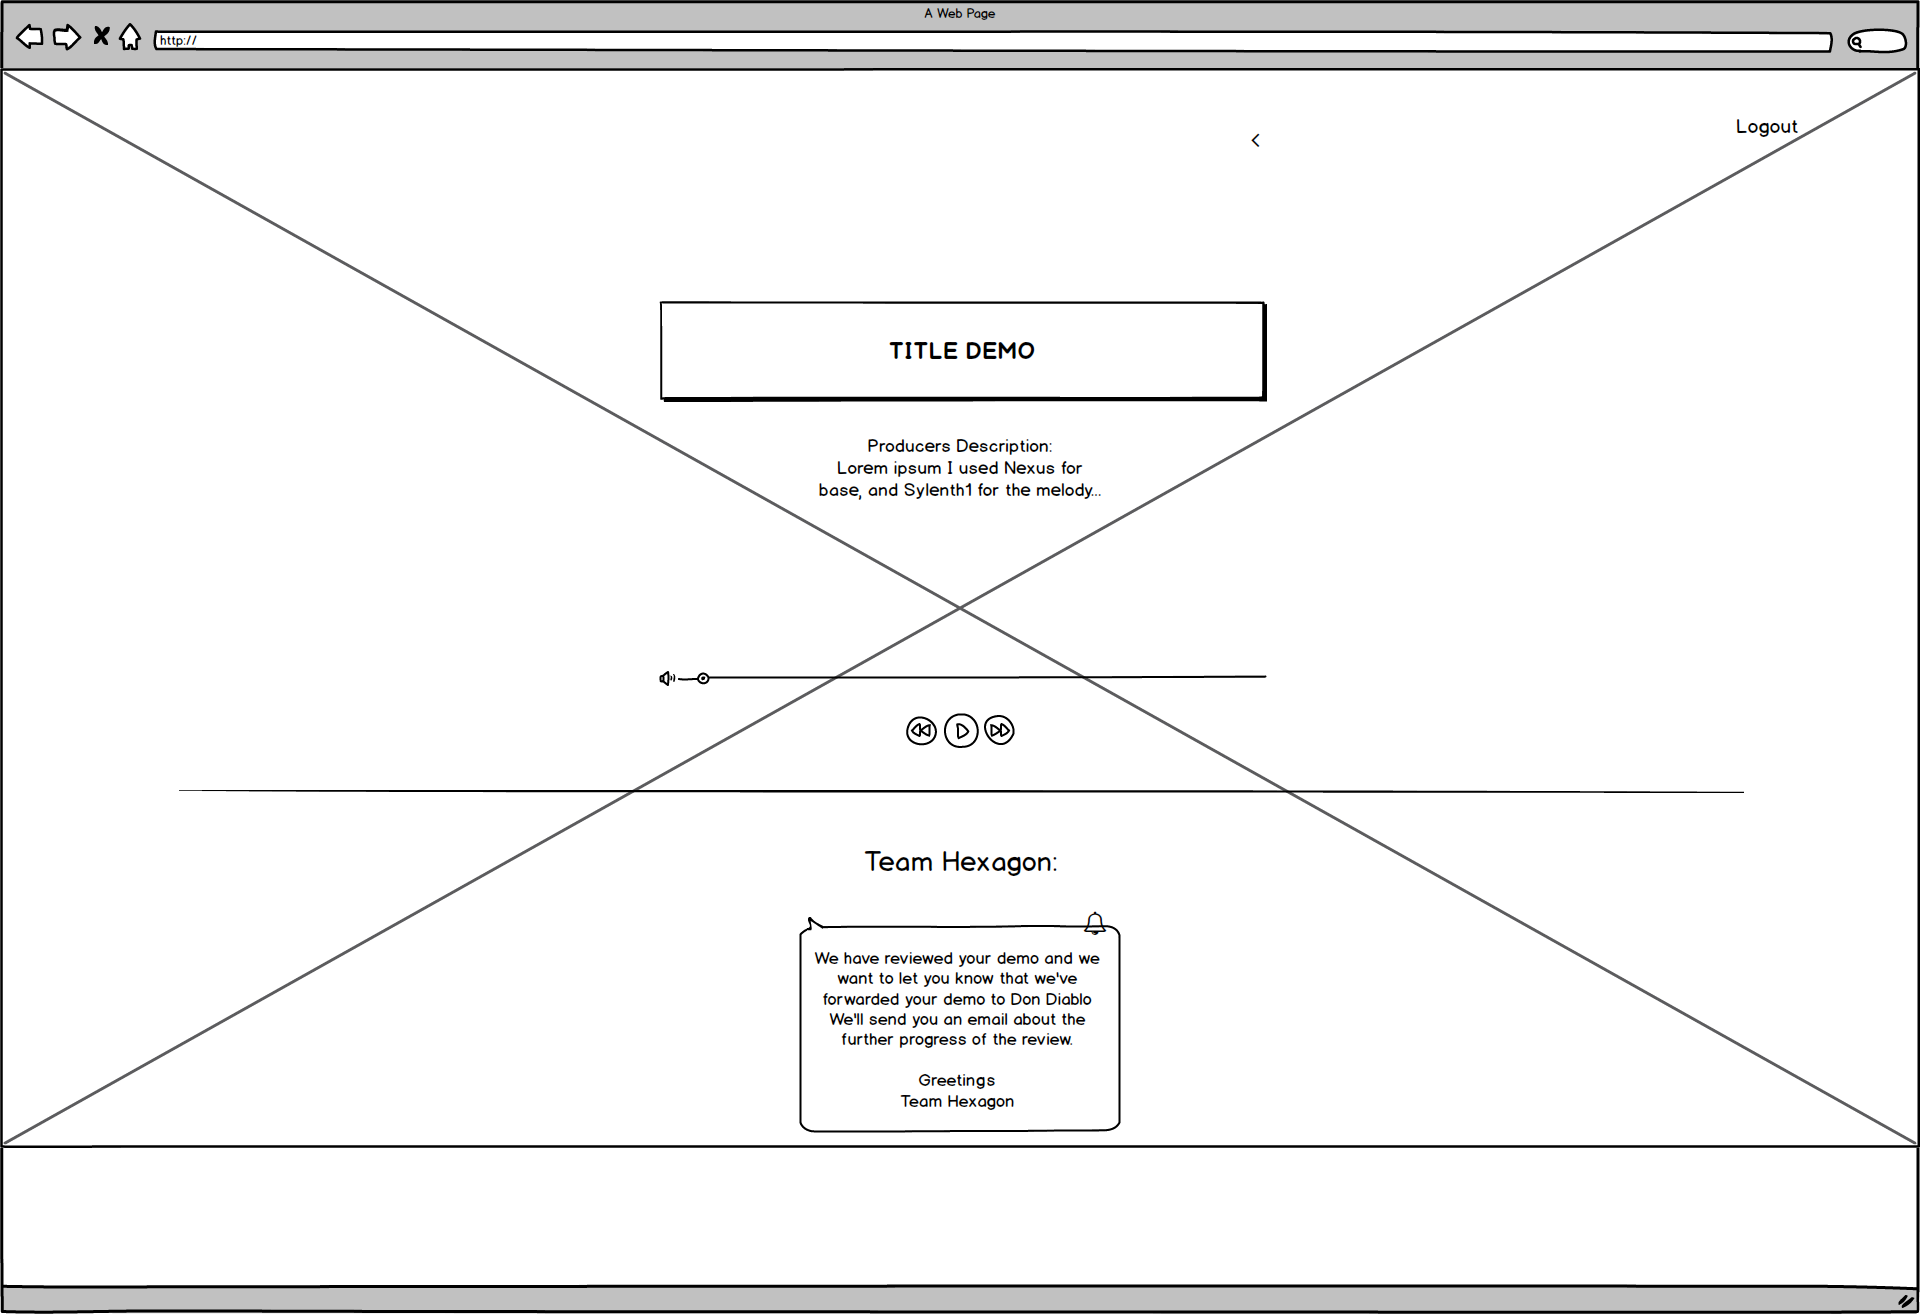 A Web Page
http://
Logout
TITLE DEMO
Producers Description:
Lorem ipsum I used Nexus for
base, and Sylenth1 for the melody...
Team Hexagon:
We have reviewed your demo and we
want to let you know that we've
forwarded your demo to Don Diablo
We'll send you an email about the
further progress of the review.
Greetings
Team Hexagon